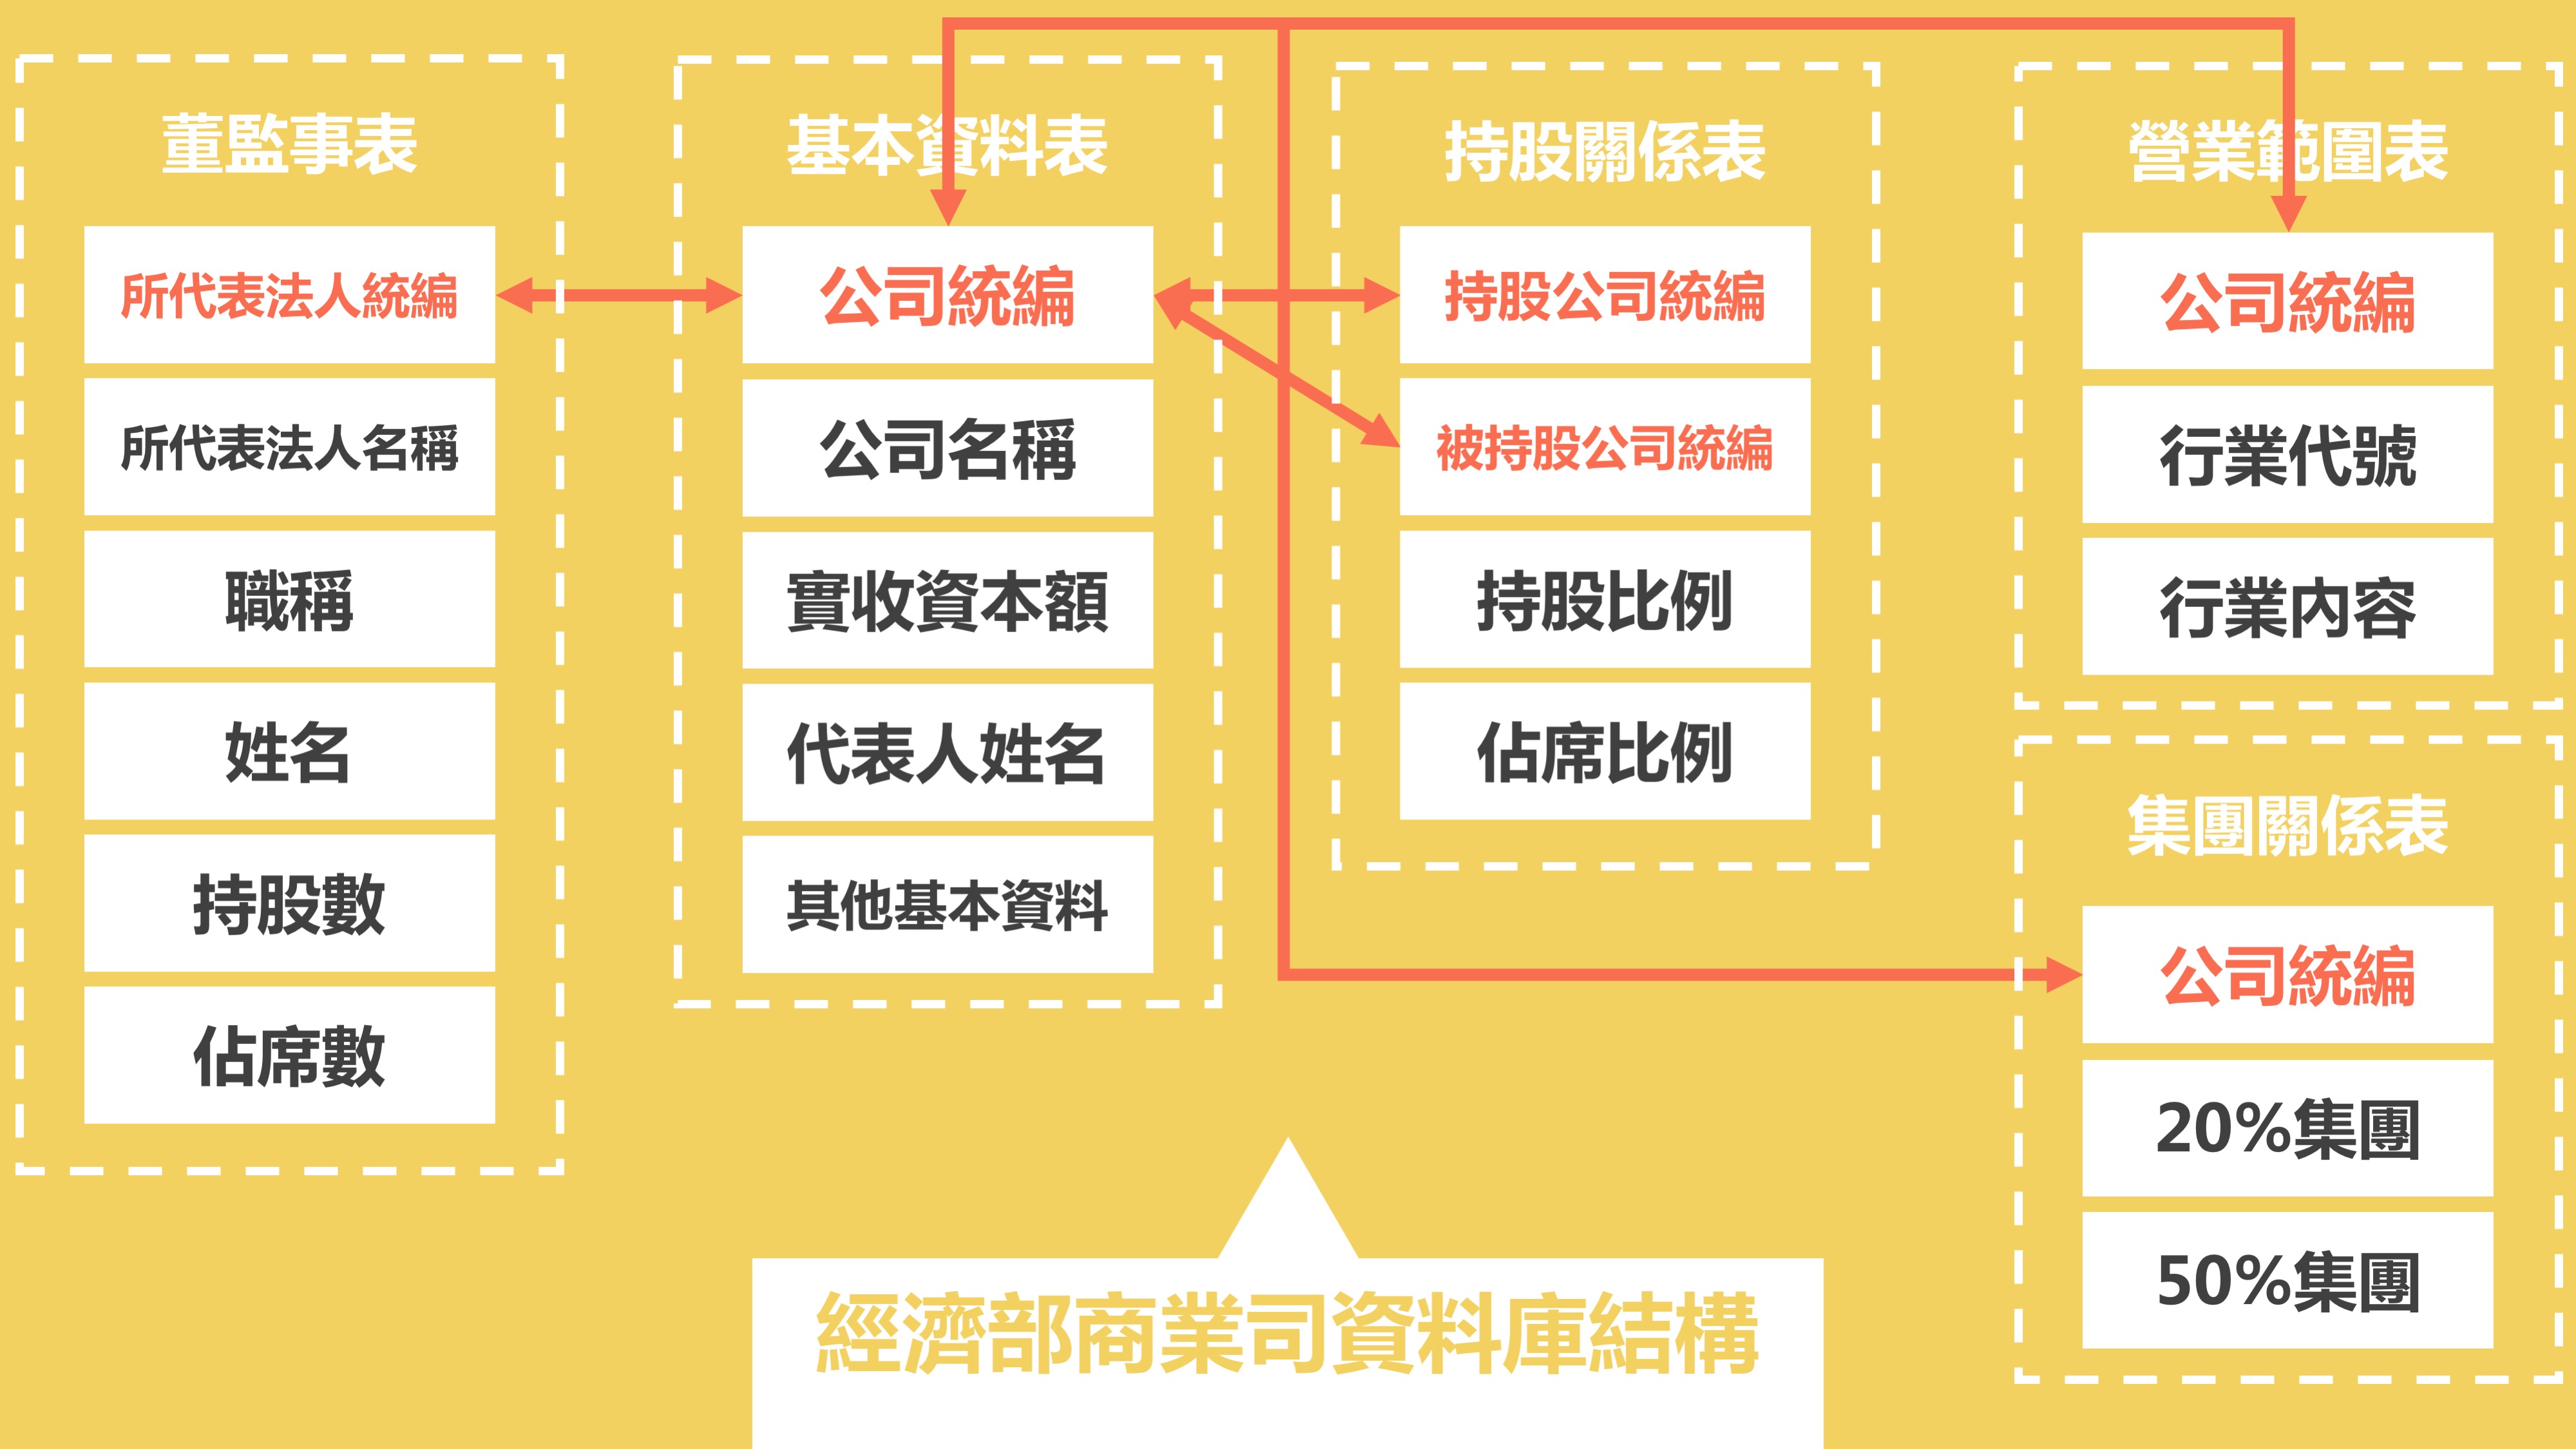 董監事表
所代表法人統編
所代表法人名稱
職稱
姓名
持股數
佔席數
基本資料表
公司統編
公司名稱
實收資本額
代表人姓名
其他基本資料
持股關係表
持股公司統編
被持股公司統編
持股比例
佔席比例
營業範圍表
公司統編
行業代號
行業內容
集團關係表
公司統編
20%集團
50%集團
經濟部商業司資料庫結構